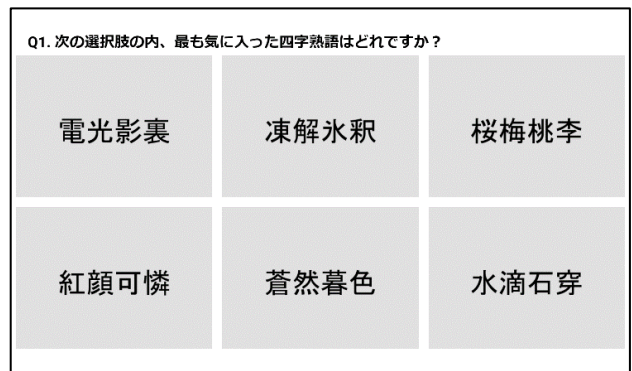 Q1. 次の選択肢の内、最も気に入った四字熟語はどれですか？
電光影裏
凍解氷釈
桜梅桃李
紅顔可憐
蒼然暮色
水滴石穿